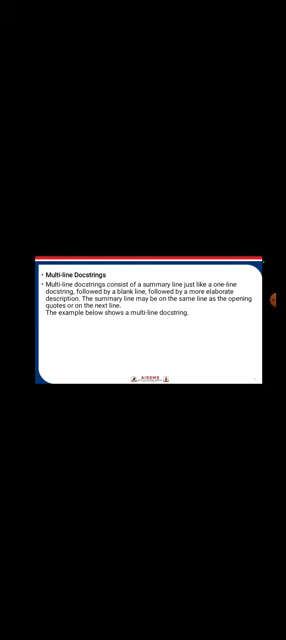 • Multi-line Docstrings
• Multi-line docstrings consist of a summary line just like a one-line
docstring, followed by a blank line, followed by a more elaborate
description. The summary line may be on the same line as the opening
quotes or on the next line.
The example below shows a multi-line docstring.
AISSMS